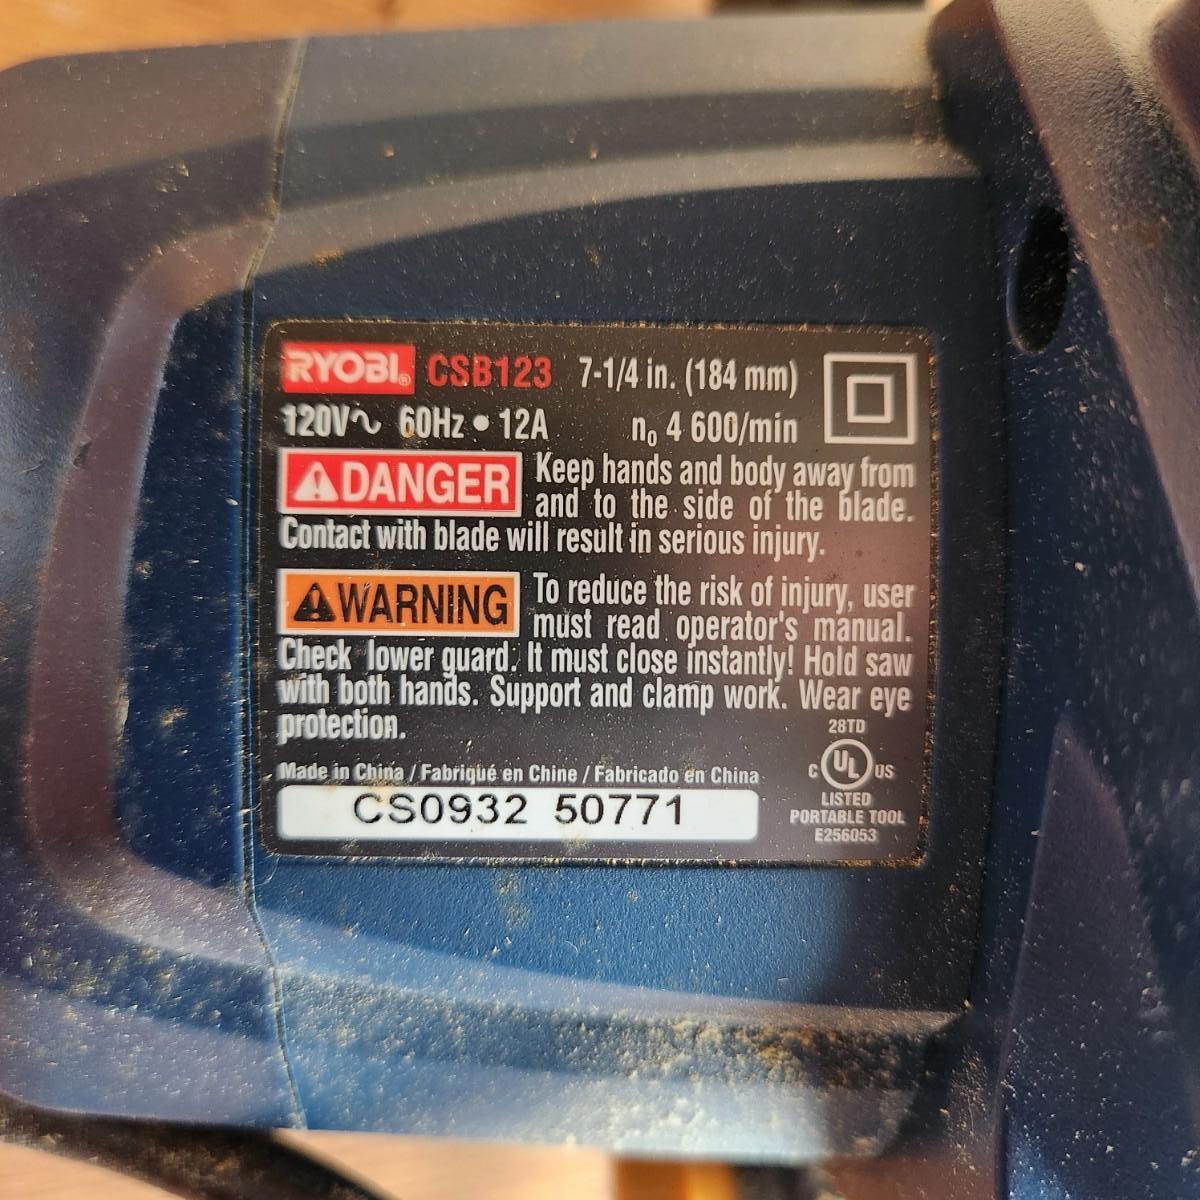 RYOBI® CSB123 7-1/4 in. (184 mm)
120V∿ 60Hz • 12A n₀ 4 600/min
⚠DANGER Keep hands and body away from
and to the side of the blade.
Contact with blade will result in serious injury.
⚠WARNING To reduce the risk of injury, user
must read operator's manual.
Check lower guard. It must close instantly! Hold saw
with both hands. Support and clamp work. Wear eye
protection.
28TD
Made in China / Fabriqué en Chine / Fabricado en China
C UL US
LISTED
PORTABLE TOOL
E256053
CS0932 50771